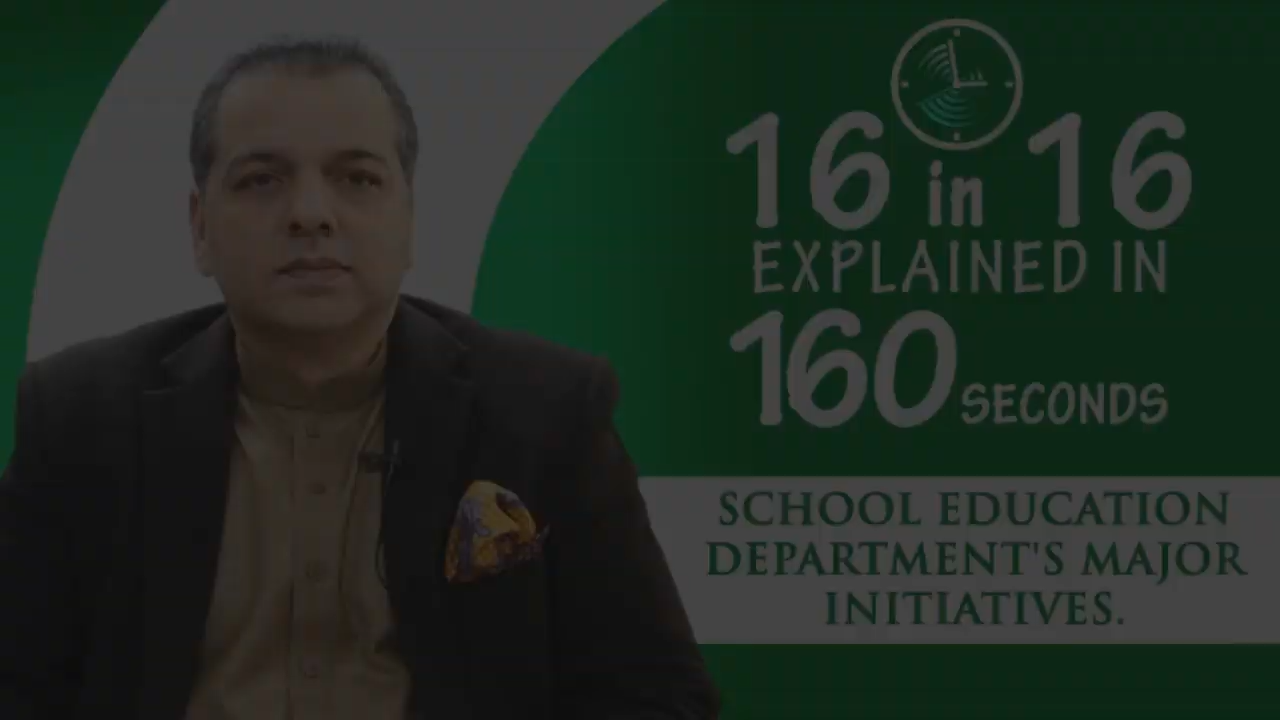 16 in 16
EXPLAINED IN
160 SECONDS
SCHOOL EDUCATION
DEPARTMENT'S MAJOR
INITIATIVES.